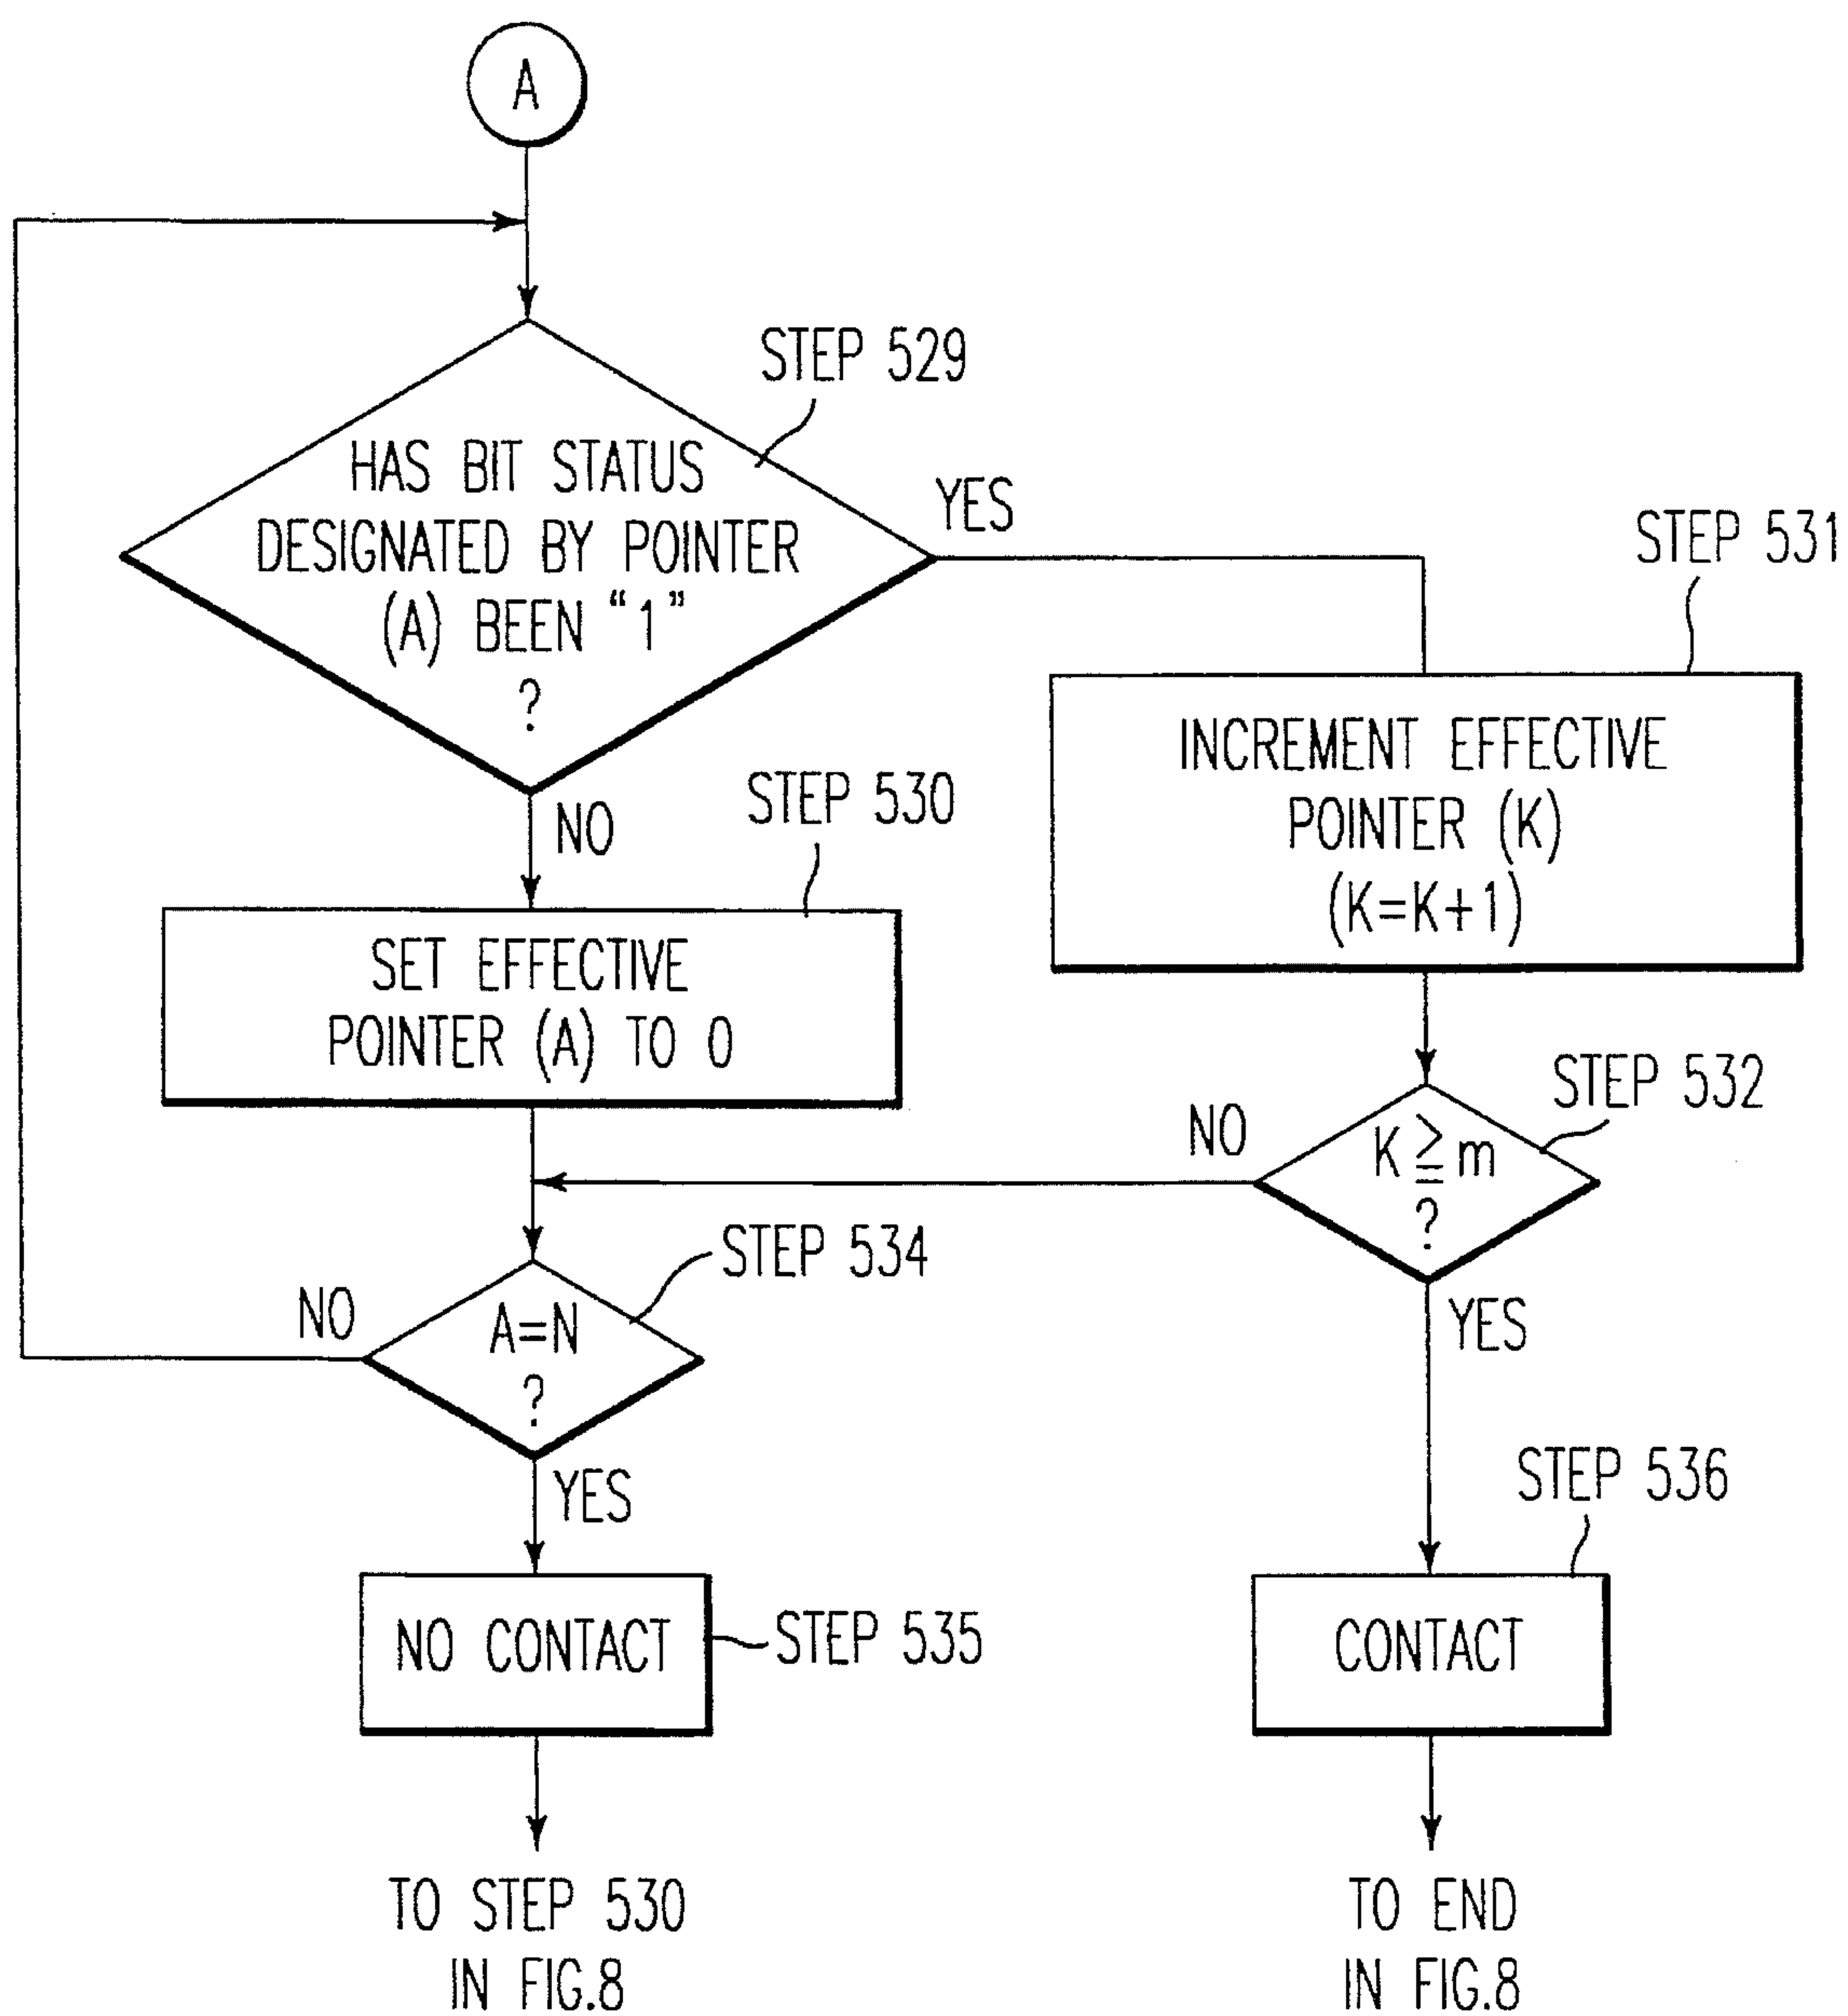 A
STEP 529
HAS BIT STATUS
DESIGNATED BY POINTER
(A) BEEN “1”
?
YES
STEP 531
INCREMENT EFFECTIVE
POINTER (K)
(K=K+1)
NO
STEP 530
SET EFFECTIVE
POINTER (A) TO 0
STEP 532
K≧m
?
NO
YES
STEP 534
A=N
?
NO
YES
STEP 536
NO CONTACT
STEP 535
CONTACT
TO STEP 530
IN FIG.8
TO END
IN FIG.8